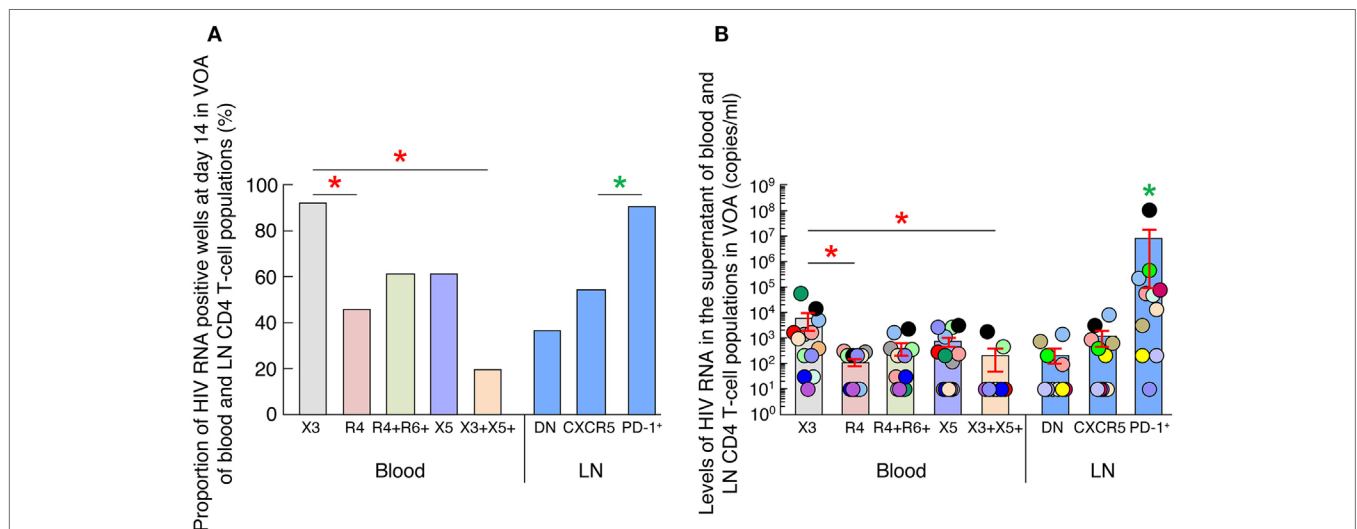 A
Proportion of HIV RNA positive wells at day 14 in VOA
of blood and LN CD4 T-cell populations (%)
100
80
60
40
20
0
*
*
*
X3 R4 R4+R6+ X5 X3+X5+ DN CXCR5 PD-1⁺
Blood LN
B
Levels of HIV RNA in the supernatant of blood and
LN CD4 T-cell populations in VOA (copies/ml)
10⁹
10⁸
10⁷
10⁶
10⁵
10⁴
10³
10²
10¹
10⁰
*
*
*
X3 R4 R4+R6+ X5 X3+X5+ DN CXCR5 PD-1⁺
Blood LN